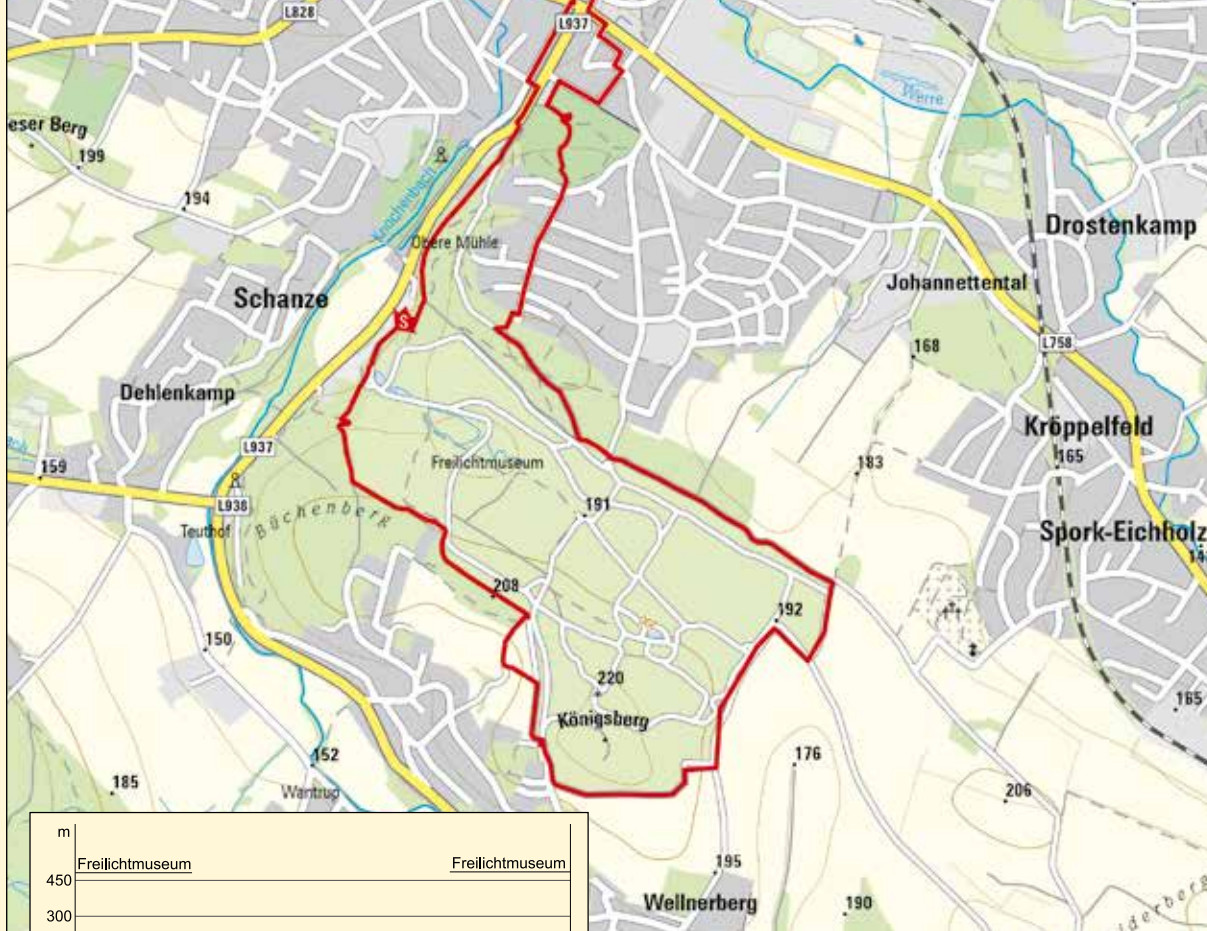 L828
L937
Werre
eser Berg
199
194
Knochenbach
Obere Mühle
Drostenkamp
Johannettental
Schanze
S
168
L758
Dehlenkamp
Kröppelfeld
165
L937
159
Freilichtmuseum
183
L938
Büchenberg
191
Teuthof
Spork-Eichholz
208
192
150
220
165
Königsberg
152
176
185
Wantrup
206
m
Freilichtmuseum
Freilichtmuseum
450
300
195
Wellnerberg
190
iderberg